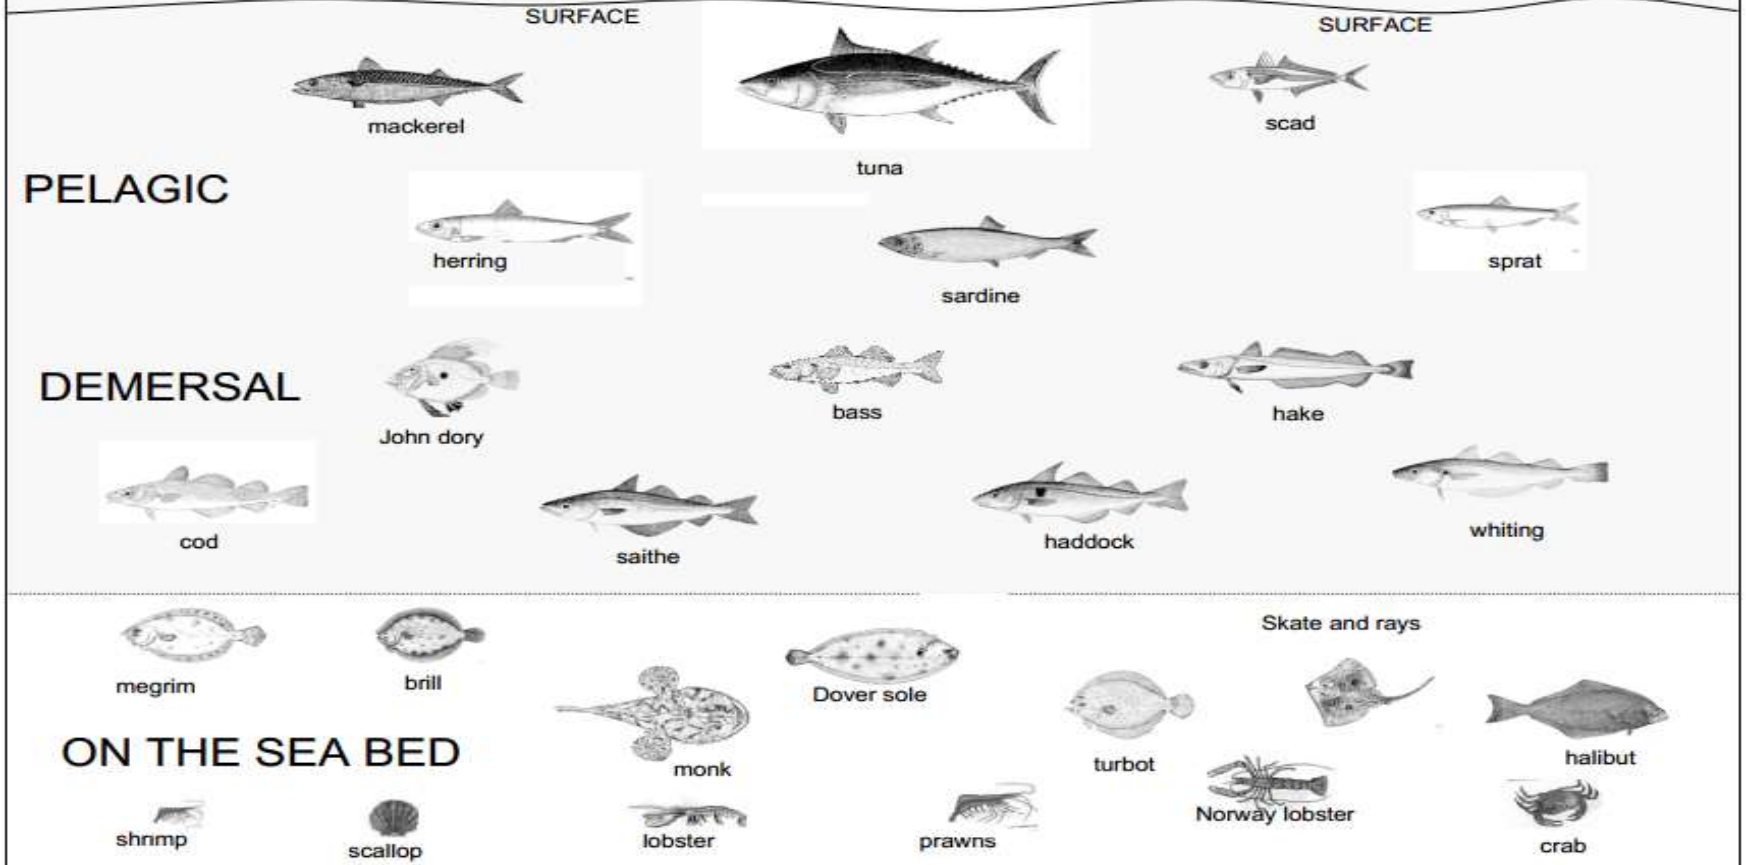 SURFACE
SURFACE
mackerel
scad
tuna
PELAGIC
herring
sprat
sardine
DEMERSAL
bass
hake
John dory
cod
saithe
haddock
whiting
Skate and rays
megrim
brill
Dover sole
ON THE SEA BED
monk
turbot
halibut
Norway lobster
shrimp
scallop
lobster
prawns
crab